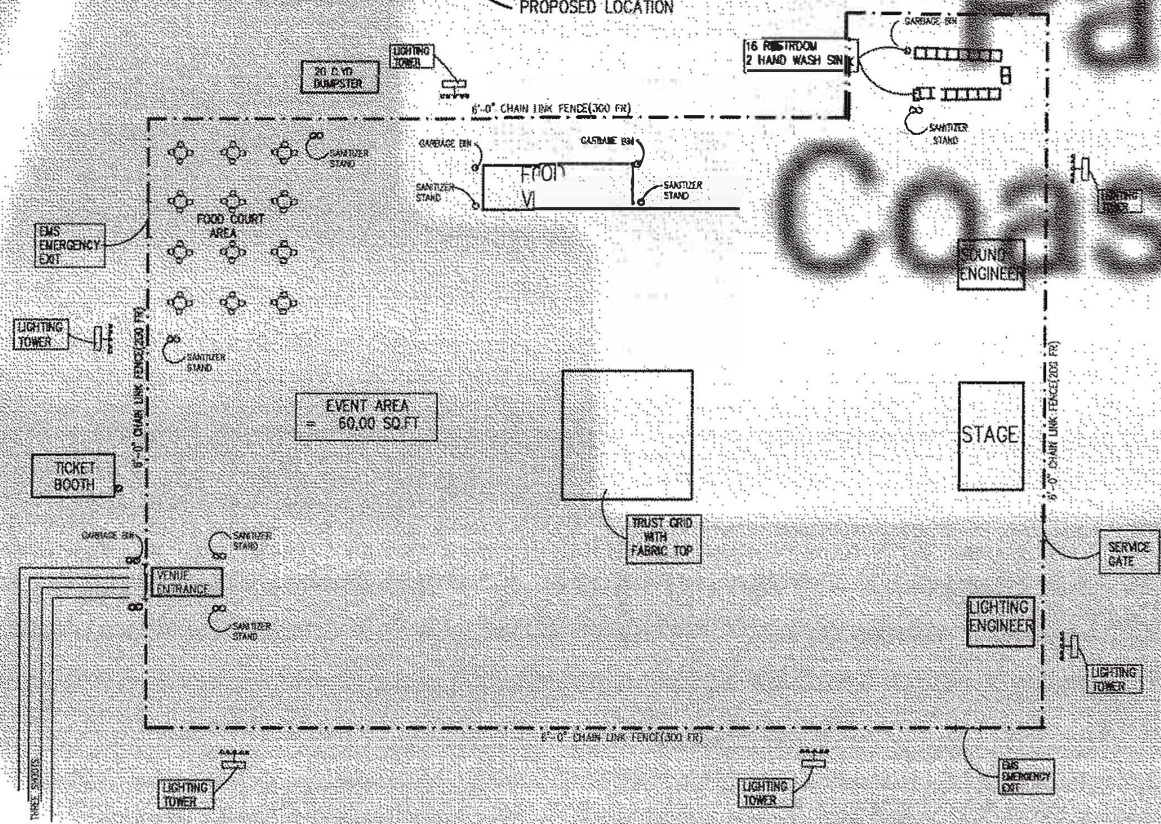 PROPOSED LOCATION
Pa
GARBAGE BIN
LIGHTING
TOWER
16 RESTRDOM
2 HAND WASH SINK
20 C.YD
DUMPSTER
6'-0" CHAIN LINK FENCE(300 FR)
SANITIZER
STAND
GARBAGE BIN
GARBAGE BIN
SANITIZER
STAND
Coas
SANITIZER
STAND
SANITIZER
STAND
LIGHTING
TOWER
FOOD COURT
AREA
EMS
EMERGENCY
EXIT
SOUND
ENGINEER
LIGHTING
TOWER
SANITIZER
STAND
6'-0" CHAIN LINK FENCE(200 FR)
6'-0" CHAIN LINK FENCE(200 FR)
EVENT AREA
= 60,00 SQ.FT
STAGE
TICKET
BOOTH
TRUST GRID
WITH
FABRIC TOP
GARBAGE BIN
SANITIZER
STAND
SERVICE
GATE
VENUE
ENTRANCE
SANITIZER
STAND
LIGHTING
ENGINEER
LIGHTING
TOWER
6'-0" CHAIN LINK FENCE(300 FR)
THREE SHOOTS
LIGHTING
TOWER
LIGHTING
TOWER
EMS
EMERGENCY
EXIT